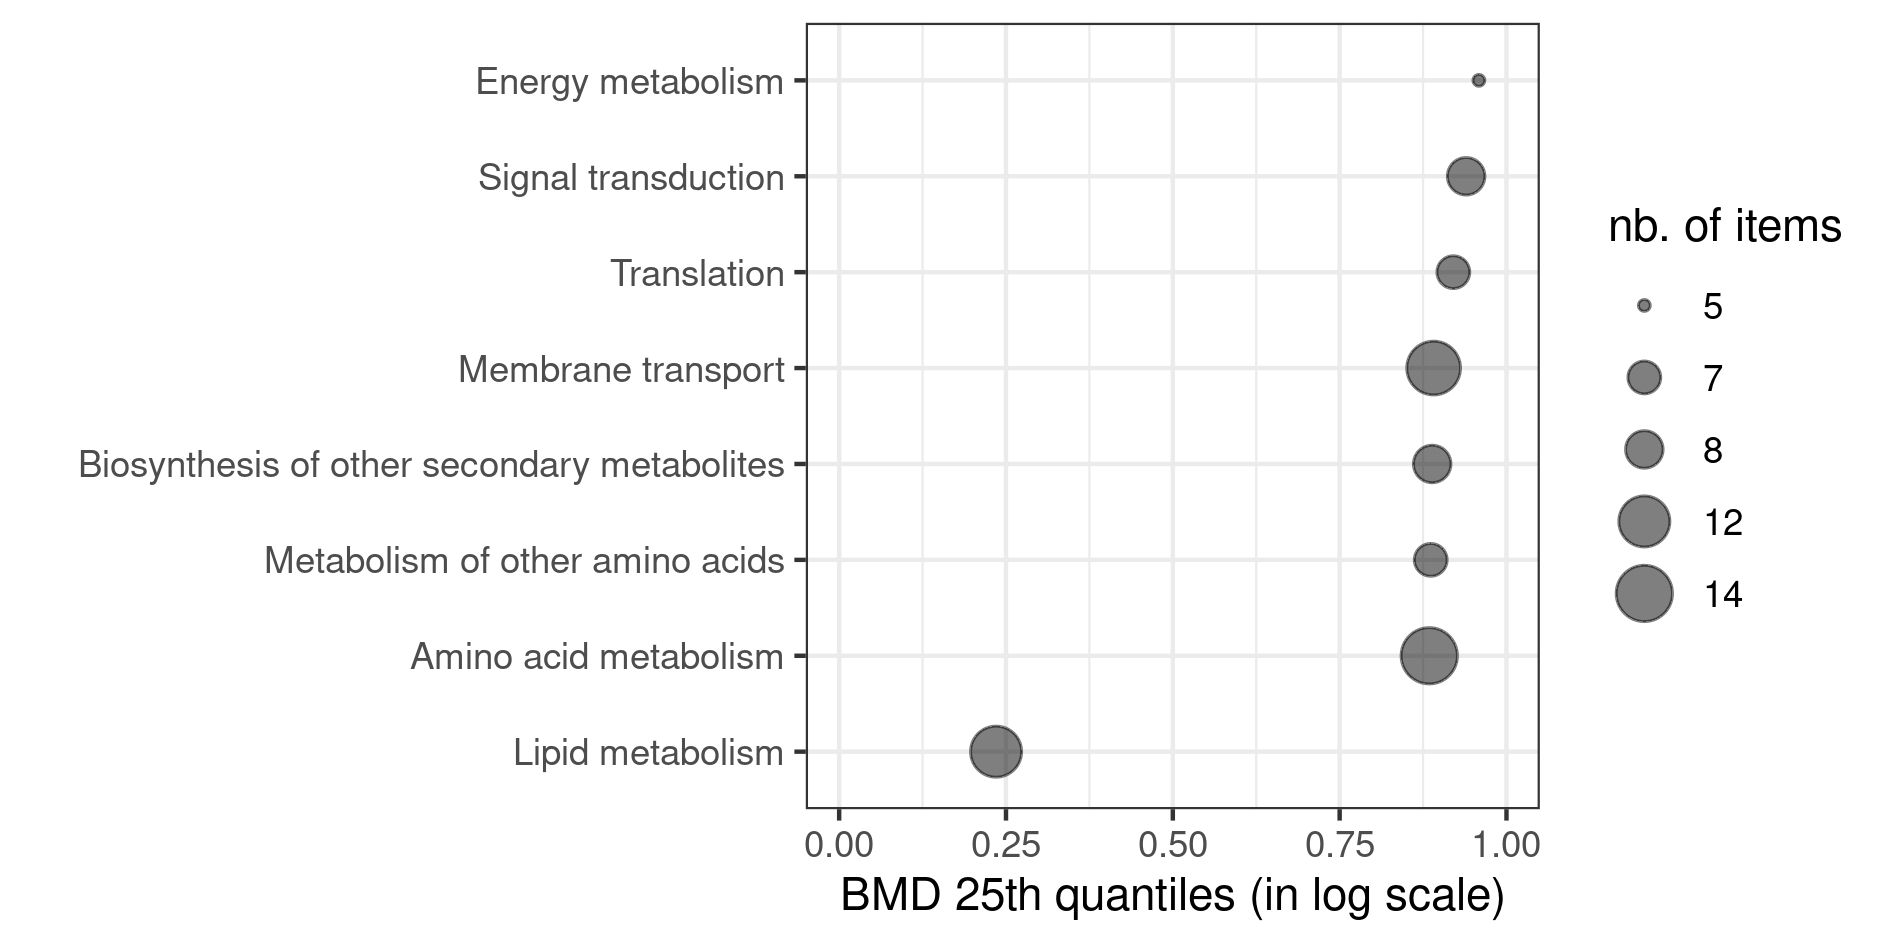 Energy metabolism
Signal transduction
Translation
Membrane transport
Biosynthesis of other secondary metabolites
Metabolism of other amino acids
Amino acid metabolism
Lipid metabolism
0.00 0.25 0.50 0.75 1.00
BMD 25th quantiles (in log scale)
nb. of items
5
7
8
12
14